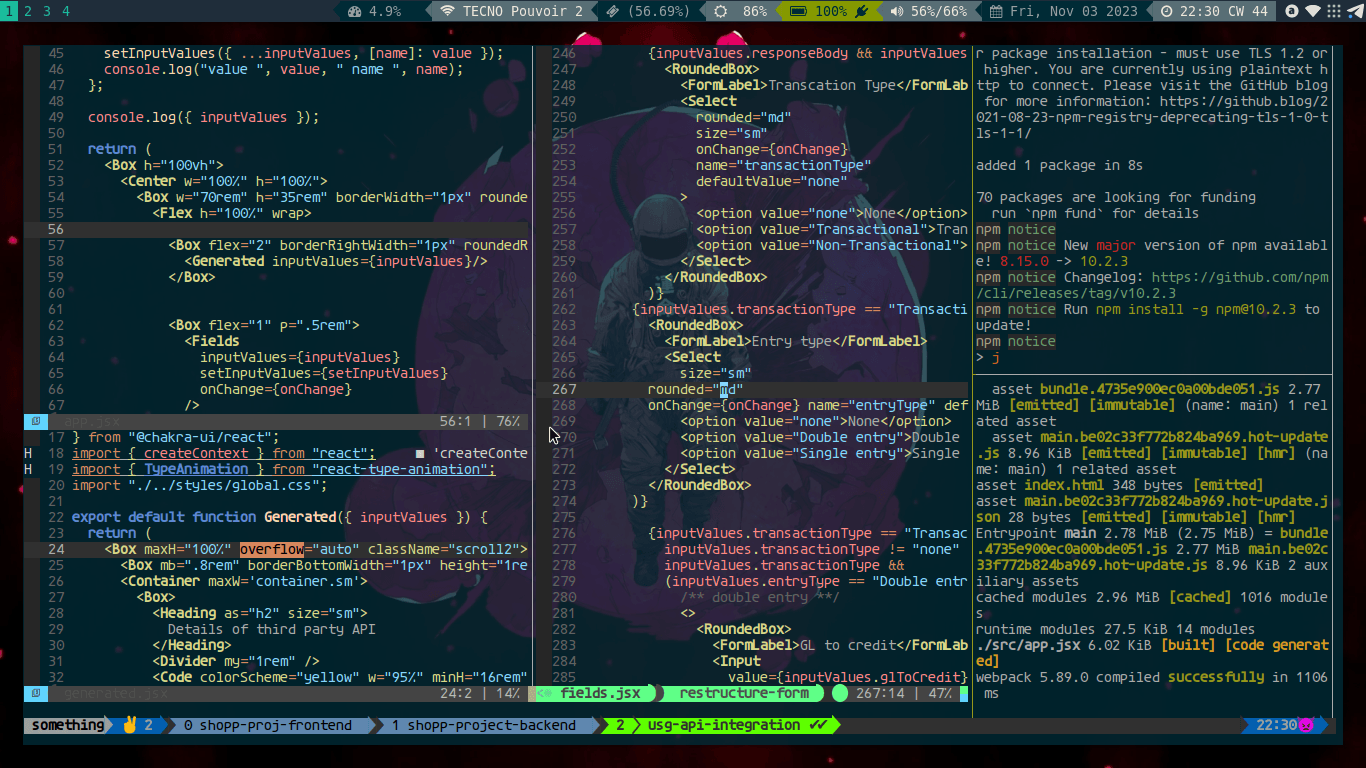 1 2 3 4
4.9%
TECNO Pouvoir 2
(56.69%)
86%
100%
56%/66%
Fri, Nov 03 2023
22:30 CW 44
45 setInputValues({ ...inputValues, [name]: value });
46 console.log("value ", value, " name ", name);
47 };
48
49 console.log({ inputValues });
50
51 return (
52 <Box h="100vh">
53 <Center w="100%" h="100%">
54 <Box w="70rem" h="35rem" borderWidth="1px" rounde
55 <Flex h="100%" wrap>
56
57 <Box flex="2" borderRightWidth="1px" roundedR
58 <Generated inputValues={inputValues}/>
59 </Box>
60
61
62 <Box flex="1" p=".5rem">
63 <Fields
64 inputValues={inputValues}
65 setInputValues={setInputValues}
66 onChange={onChange}
67 />
app.jsx 56:1 | 76%
17 } from "@chakra-ui/react";
H 18 import { createContext } from "react"; ■ 'createConte
H 19 import { TypeAnimation } from "react-type-animation";
20 import "./../styles/global.css";
21
22 export default function Generated({ inputValues }) {
23 return (
24 <Box maxH="100%" overflow="auto" className="scroll2">
25 <Box mb=".8rem" borderBottomWidth="1px" height="1re
26 <Container maxW='container.sm'>
27 <Box>
28 <Heading as="h2" size="sm">
29 Details of third party API
30 </Heading>
31 <Divider my="1rem" />
32 <Code colorScheme="yellow" w="95%" minH="16rem"
generated.jsx 24:2 | 14%
246 {inputValues.responseBody && inputValues
247 <RoundedBox>
248 <FormLabel>Transcation Type</FormLab
249 <Select
250 rounded="md"
251 size="sm"
252 onChange={onChange}
253 name="transactionType"
254 defaultValue="none"
255 >
256 <option value="none">None</option>
257 <option value="Transactional">Tran
258 <option value="Non-Transactional">
259 </Select>
260 </RoundedBox>
261 )}
262 {inputValues.transactionType == "Transacti
263 <RoundedBox>
264 <FormLabel>Entry type</FormLabel>
265 <Select
266 size="sm"
267 rounded="md"
268 onChange={onChange} name="entryType" def
269 <option value="none">None</option>
270 <option value="Double entry">Double
271 <option value="Single entry">Single
272 </Select>
273 </RoundedBox>
274 )}
275
276 {inputValues.transactionType == "Transac
277 inputValues.transactionType != "none"
278 inputValues.transactionType &&
279 (inputValues.entryType == "Double entr
280 /** double entry **/
281 <>
282 <RoundedBox>
283 <FormLabel>GL to credit</FormLab
284 <Input
285 value={inputValues.glToCredit}
fields.jsx restructure-form 267:14 | 47%
r package installation - must use TLS 1.2 or
higher. You are currently using plaintext h
ttp to connect. Please visit the GitHub blog
for more information: https://github.blog/2
021-08-23-npm-registry-deprecating-tls-1-0-t
ls-1-1/
added 1 package in 8s
70 packages are looking for funding
run `npm fund` for details
npm notice
npm notice New major version of npm availabl
e! 8.15.0 -> 10.2.3
npm notice Changelog: https://github.com/npm
/cli/releases/tag/v10.2.3
npm notice Run npm install -g npm@10.2.3 to
update!
npm notice
> j
asset bundle.4735e900ec0a00bde051.js 2.77
MiB [emitted] [immutable] (name: main) 1 rel
ated asset
asset main.be02c33f772b824ba969.hot-update
.js 8.96 KiB [emitted] [immutable] [hmr] (na
me: main) 1 related asset
asset index.html 348 bytes [emitted]
asset main.be02c33f772b824ba969.hot-update.j
son 28 bytes [emitted] [immutable] [hmr]
Entrypoint main 2.78 MiB (2.75 MiB) = bundle
.4735e900ec0a00bde051.js 2.77 MiB main.be02c
33f772b824ba969.hot-update.js 8.96 KiB 2 aux
iliary assets
cached modules 2.96 MiB [cached] 1016 module
s
runtime modules 27.5 KiB 14 modules
./src/app.jsx 6.02 KiB [built] [code generat
ed]
webpack 5.89.0 compiled successfully in 1106
ms
something ✌ 2 0 shopp-proj-frontend 1 shopp-project-backend 2 usg-api-integration ✔✔ 22:30😈